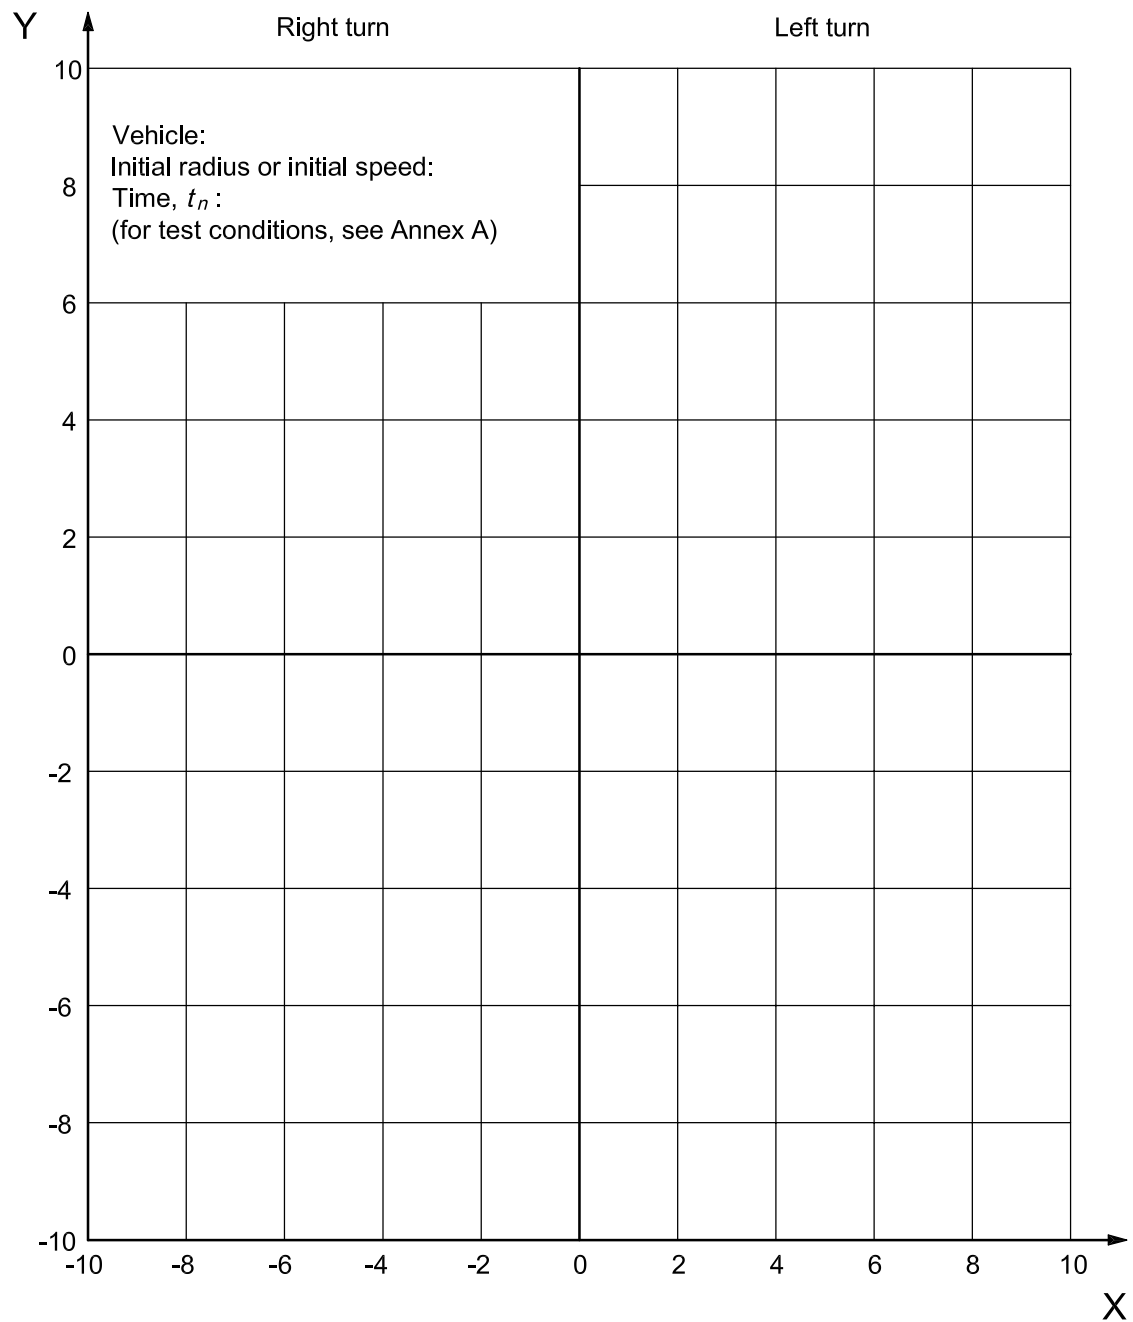 Y
Right turn Left turn
10
Vehicle:
Initial radius or initial speed:
8
Time, tn :
(for test conditions, see Annex A)
6
4
2
0
-2
-4
-6
-8
-10
-10 -8 -6 -4 -2 0 2 4 6 8 10
X